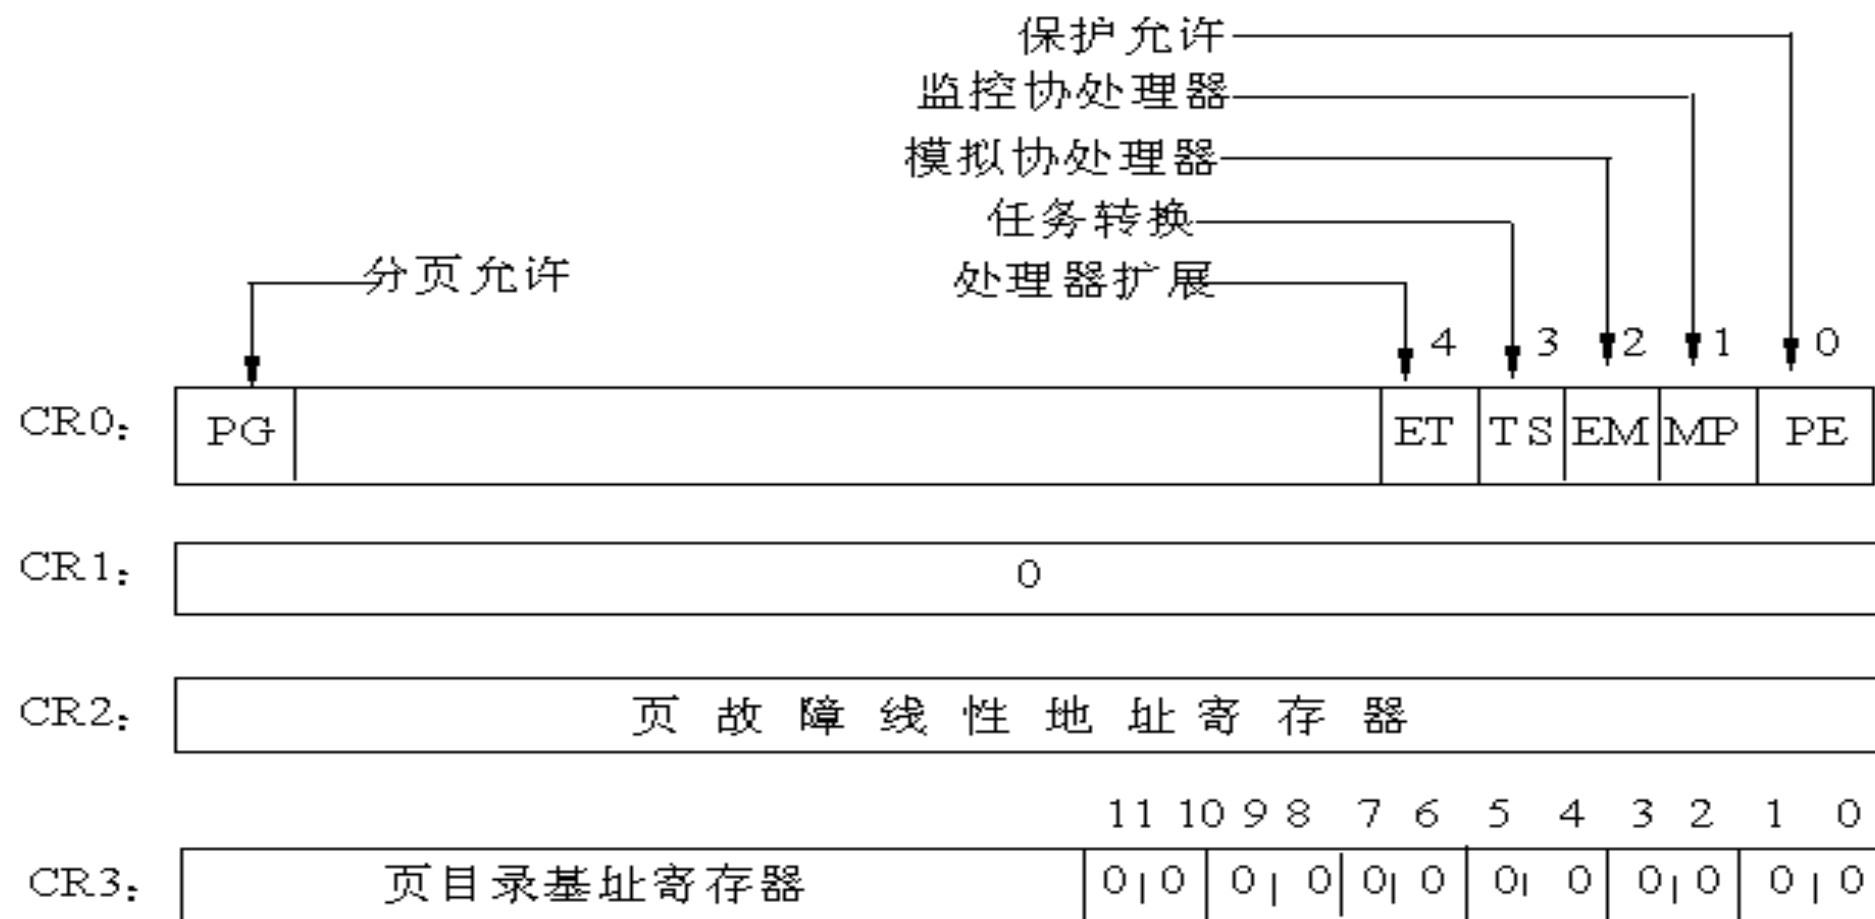 保护允许
监控协处理器
模拟协处理器
任务转换
分页允许
处理器扩展
4 3 2 1 0
CR0: PG ET TS EM MP PE
CR1: 0
CR2: 页故障线性地址寄存器
11 10 9 8 7 6 5 4 3 2 1 0
CR3: 页目录基址寄存器 0 0 0 0 0 0 0 0 0 0 0 0